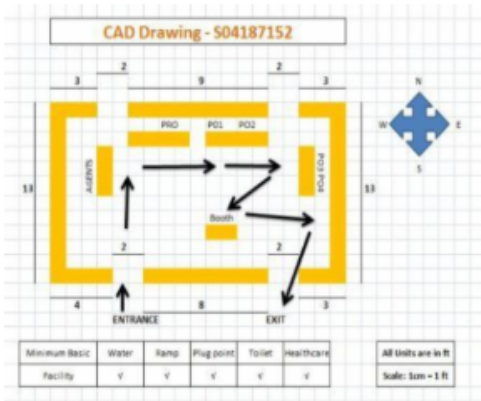 CAD Drawing - S04187152
2 2
3 9 3
N
PRO PO1 PO2
W E
AGENTS PO3 PO4
S
13 13
Booth
2 2
4 8 3
ENTRANCE EXIT
Minimum Basic Water Ramp Plug point Toilet Healthcare
Facility √ √ √ √ √
All Units are in ft
Scale: 1cm = 1 ft